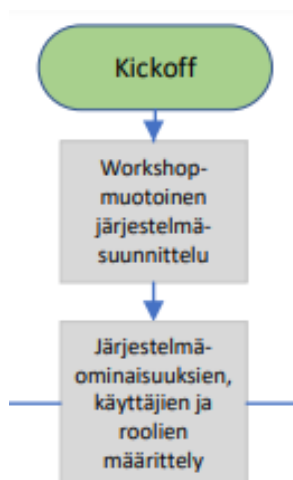 Kickoff
Workshop-
muotoinen
järjestelmä-
suunnittelu
Järjestelmä-
ominaisuuksien,
käyttäjien ja
roolien
määrittely